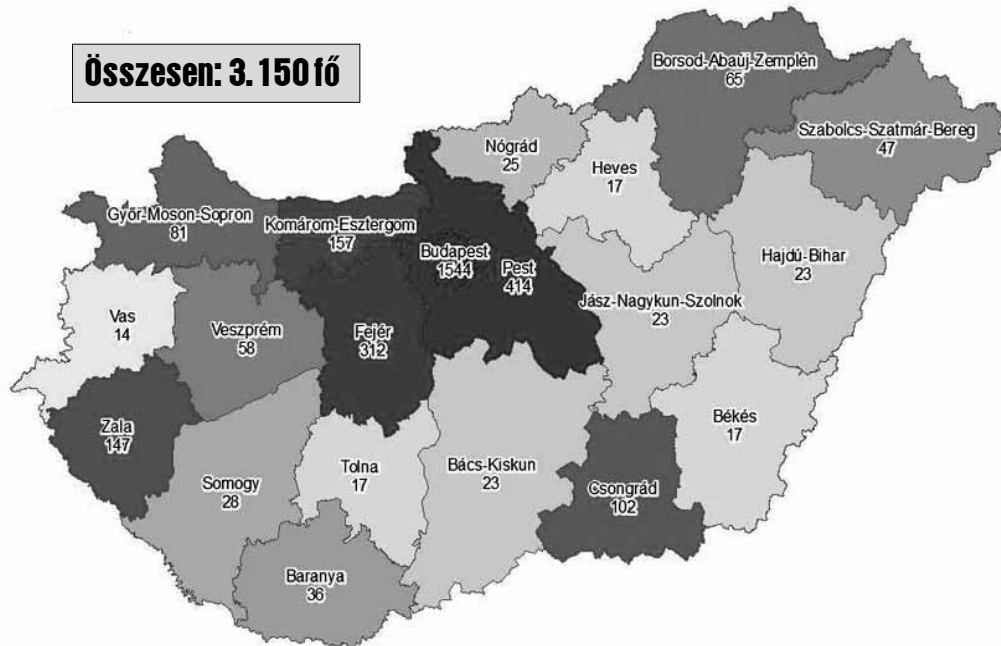 Összesen: 3.150 fő
Borsod-Abaúj-Zemplén
65
Szabolcs-Szatmár-Bereg
47
Nógrád
25
Heves
17
Győr-Moson-Sopron
81
Komárom-Esztergom
157
Budapest
1544
Pest
414
Hajdú-Bihar
23
Jász-Nagykun-Szolnok
23
Vas
14
Veszprém
58
Fejér
312
Zala
147
Somogy
28
Tolna
17
Bács-Kiskun
23
Békés
17
Csongrád
102
Baranya
36